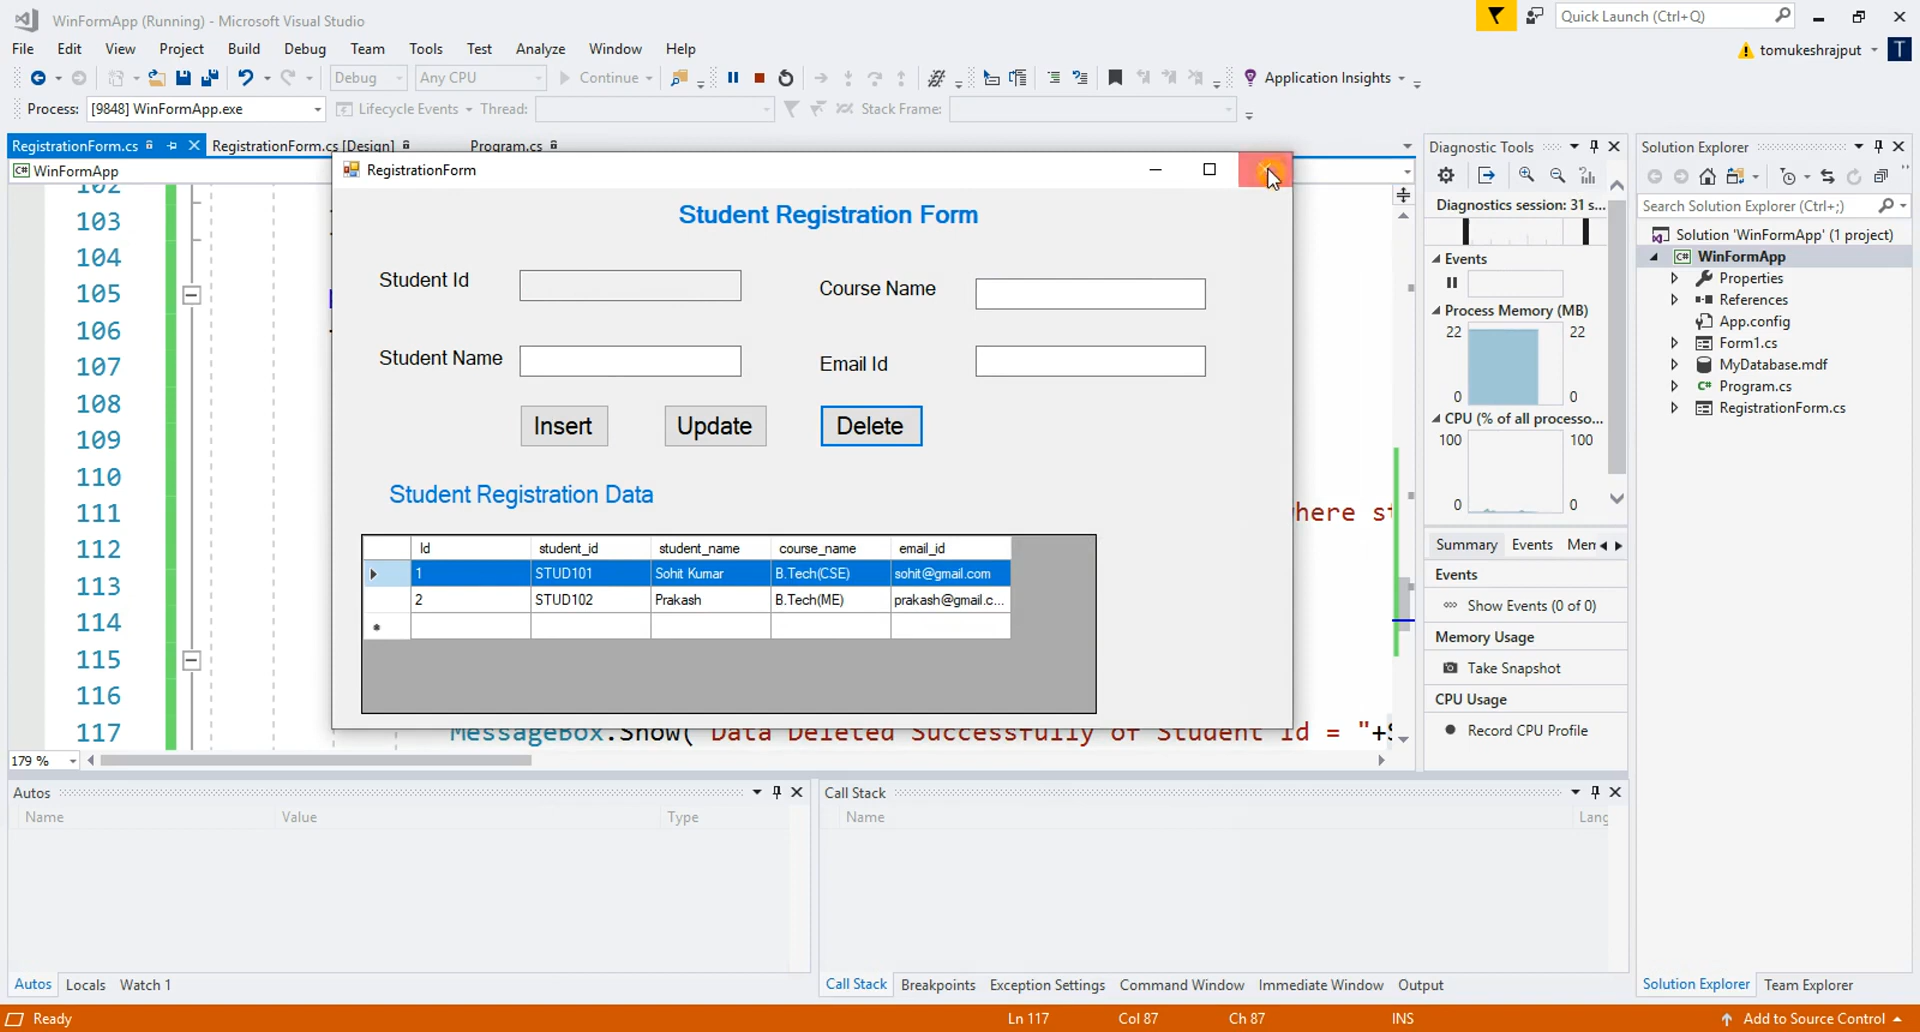 WinFormApp (Running) - Microsoft Visual Studio
Quick Launch (Ctrl+Q)
File Edit View Project Build Debug Team Tools Test Analyze Window Help
tomukeshrajput T
Debug Any CPU Continue Application Insights
Process: [9848] WinFormApp.exe Lifecycle Events Thread: Stack Frame:
RegistrationForm.cs RegistrationForm.cs [Design] Program.cs
C# WinFormApp
102
103
104
105
106
107
108
109
110
111
112
113
114
115
116
117
where st
MessageBox.Show("Data Deleted Successfully of Student Id = "+S
179 %
RegistrationForm
Student Registration Form
Student Id
Course Name
Student Name
Email Id
Insert Update Delete
Student Registration Data
Id student_id student_name course_name email_id
1 STUD101 Sohit Kumar B.Tech(CSE) sohit@gmail.com
2 STUD102 Prakash B.Tech(ME) prakash@gmail.c...
Diagnostic Tools
Diagnostics session: 31 s...
Events
Process Memory (MB)
22 22
0 0
CPU (% of all processo...
100 100
0 0
Summary Events Men
Events
Show Events (0 of 0)
Memory Usage
Take Snapshot
CPU Usage
Record CPU Profile
Solution Explorer
Search Solution Explorer (Ctrl+;)
Solution 'WinFormApp' (1 project)
C# WinFormApp
Properties
References
App.config
Form1.cs
MyDatabase.mdf
C# Program.cs
RegistrationForm.cs
Autos
Name Value Type
Call Stack
Name Lang
Autos Locals Watch 1
Call Stack Breakpoints Exception Settings Command Window Immediate Window Output
Solution Explorer Team Explorer
Ready Ln 117 Col 87 Ch 87 INS Add to Source Control